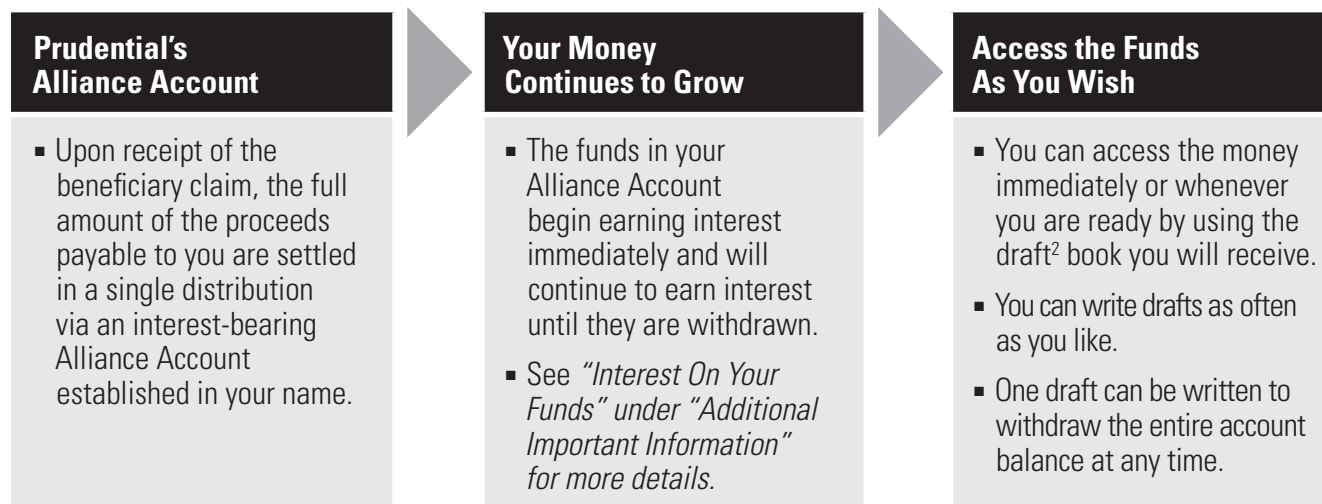 Prudential’s
Alliance Account
▪ Upon receipt of the
beneficiary claim, the full
amount of the proceeds
payable to you are settled
in a single distribution
via an interest-bearing
Alliance Account
established in your name.
Your Money
Continues to Grow
▪ The funds in your
Alliance Account
begin earning interest
immediately and will
continue to earn interest
until they are withdrawn.
▪ See “Interest On Your
Funds” under “Additional
Important Information”
for more details.
Access the Funds
As You Wish
▪ You can access the money
immediately or whenever
you are ready by using the
draft² book you will receive.
▪ You can write drafts as often
as you like.
▪ One draft can be written to
withdraw the entire account
balance at any time.